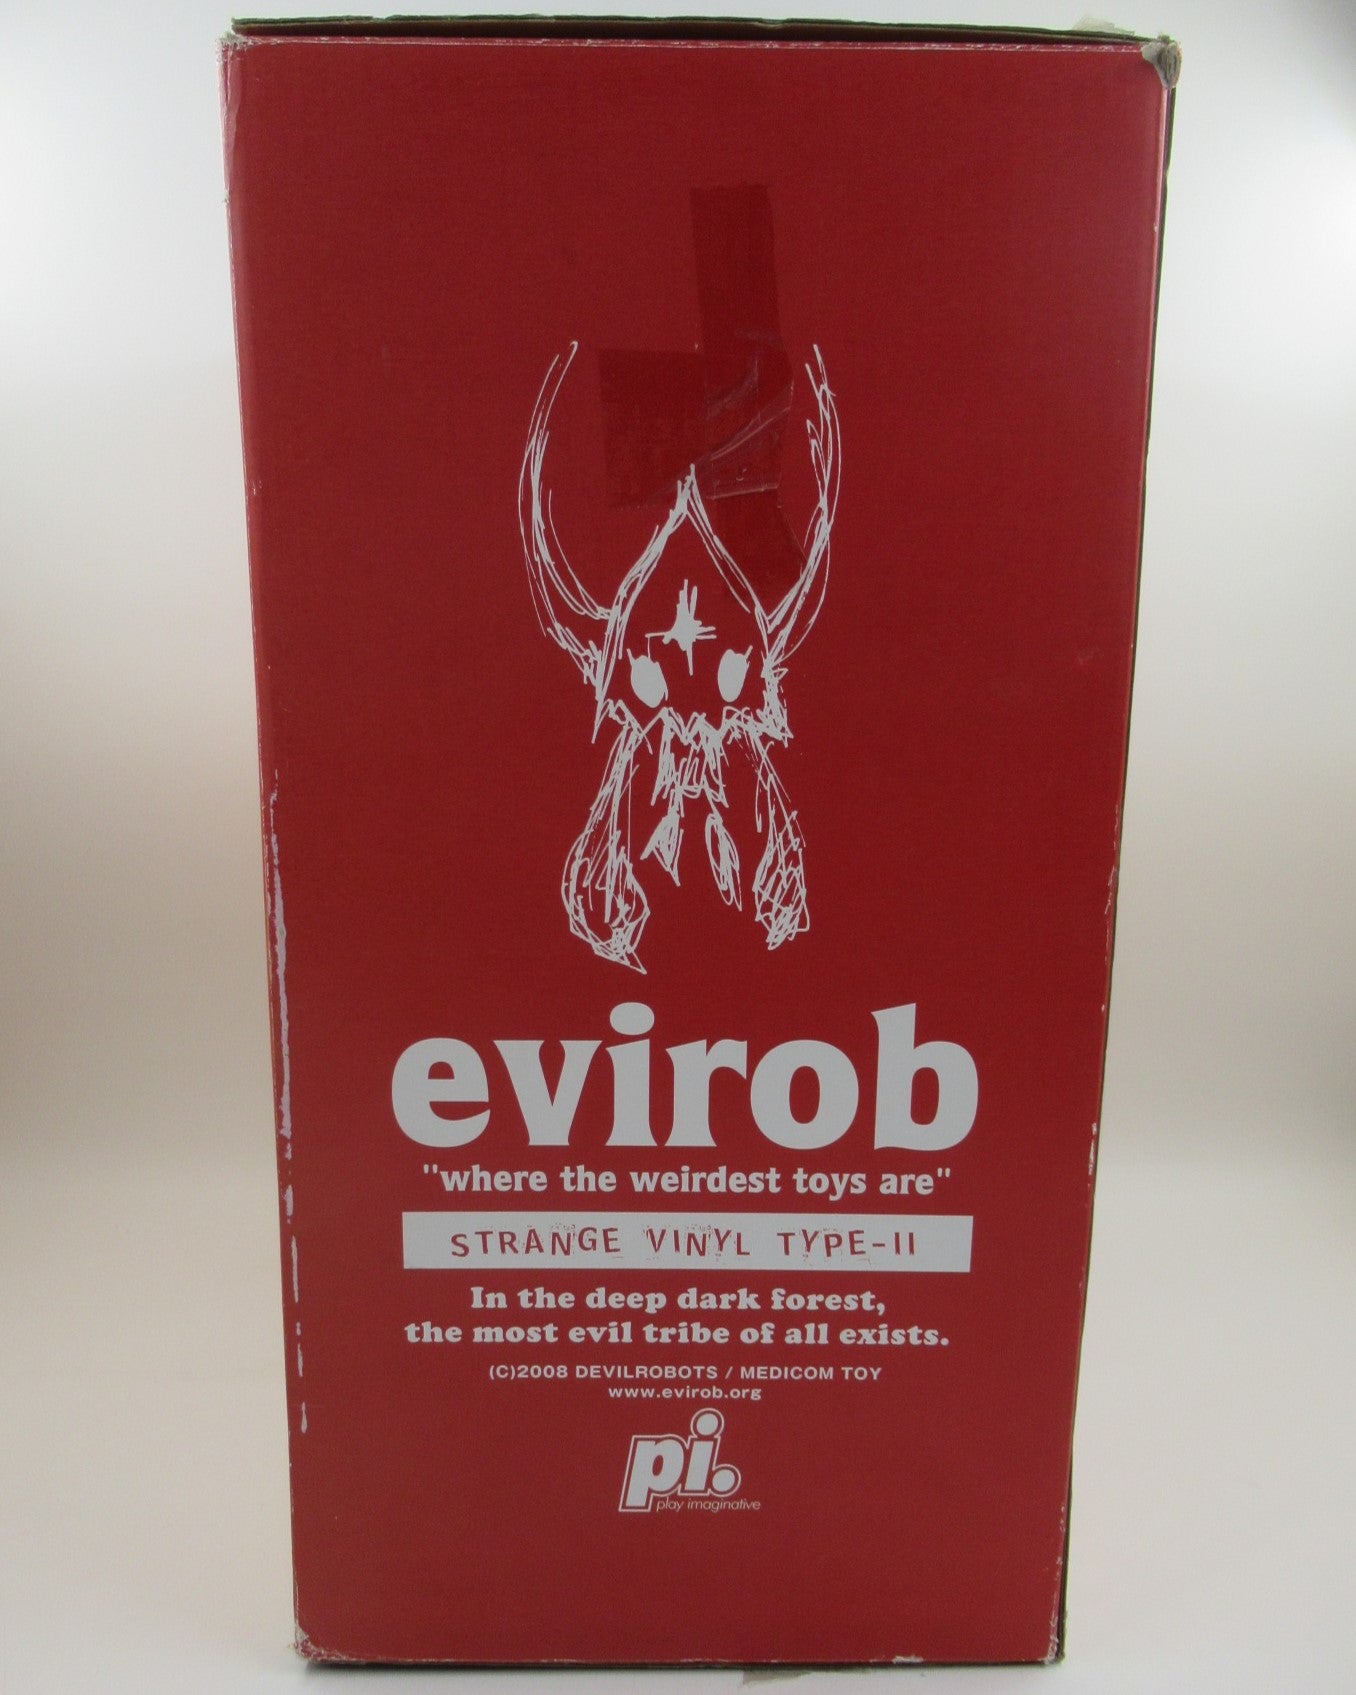 evirob
"where the weirdest toys are"
STRANGE VINYL TYPE-II
In the deep dark forest,
the most evil tribe of all exists.
(C)2008 DEVILROBOTS / MEDICOM TOY
www.evirob.org
pi.
play imaginative